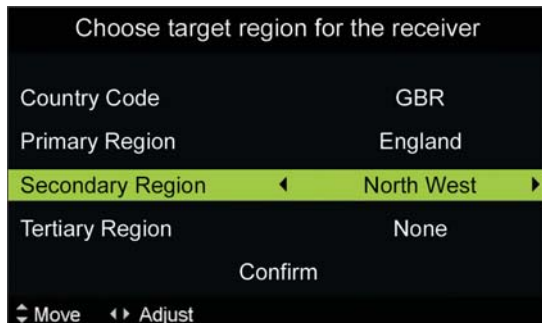 Choose target region for the receiver
Country Code GBR
Primary Region England
Secondary Region North West
Tertiary Region None
Confirm
Move Adjust